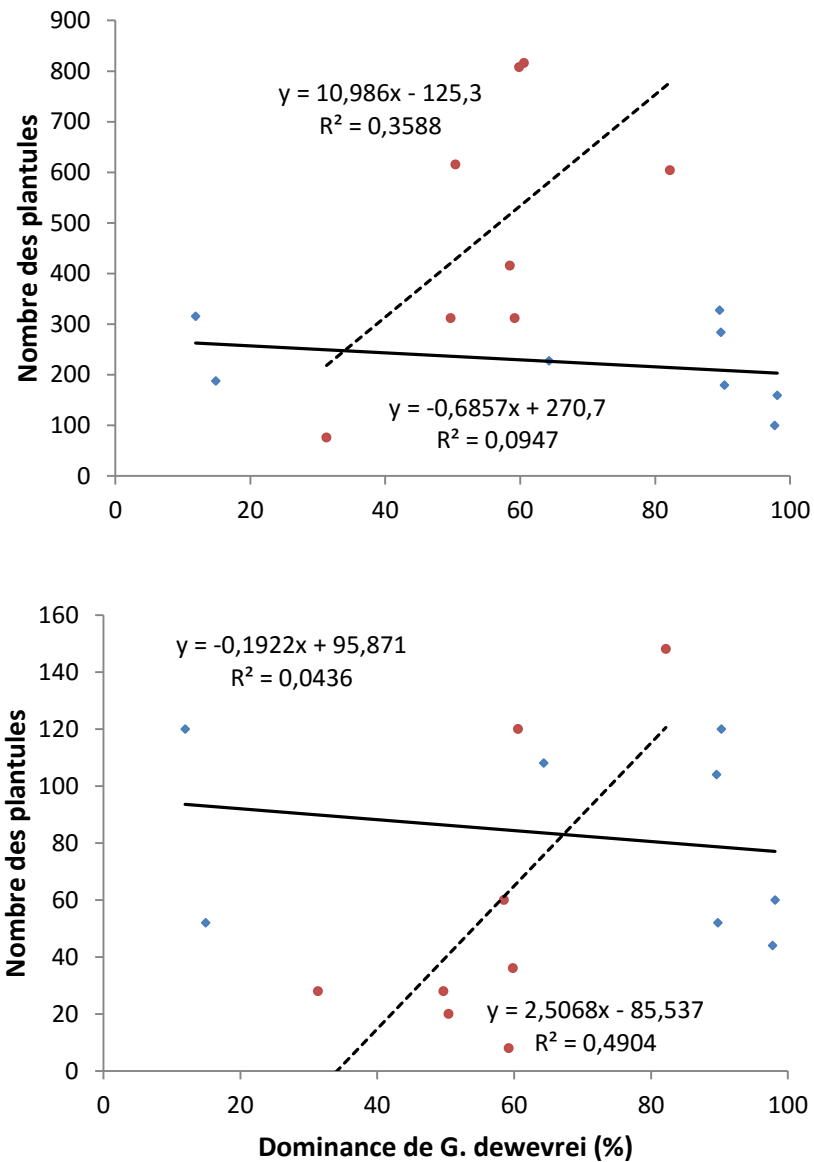 900
800
700
600
500
400
300
200
100
0
Nombre des plantules
y = 10,986x - 125,3
R² = 0,3588
y = -0,6857x + 270,7
R² = 0,0947
0 20 40 60 80 100
160
140
120
100
80
60
40
20
0
Nombre des plantules
y = -0,1922x + 95,871
R² = 0,0436
y = 2,5068x - 85,537
R² = 0,4904
0 20 40 60 80 100
Dominance de G. dewevrei (%)